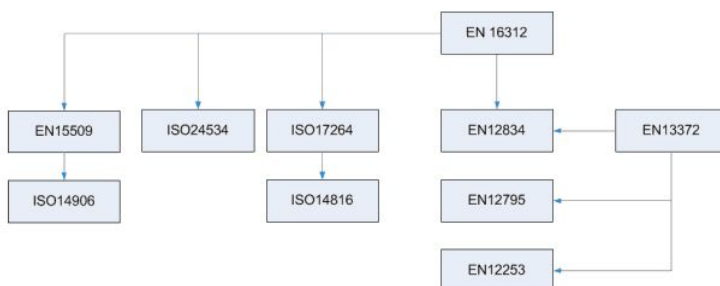 EN 16312
EN15509
ISO24534
ISO17264
EN12834
EN13372
ISO14906
ISO14816
EN12795
EN12253